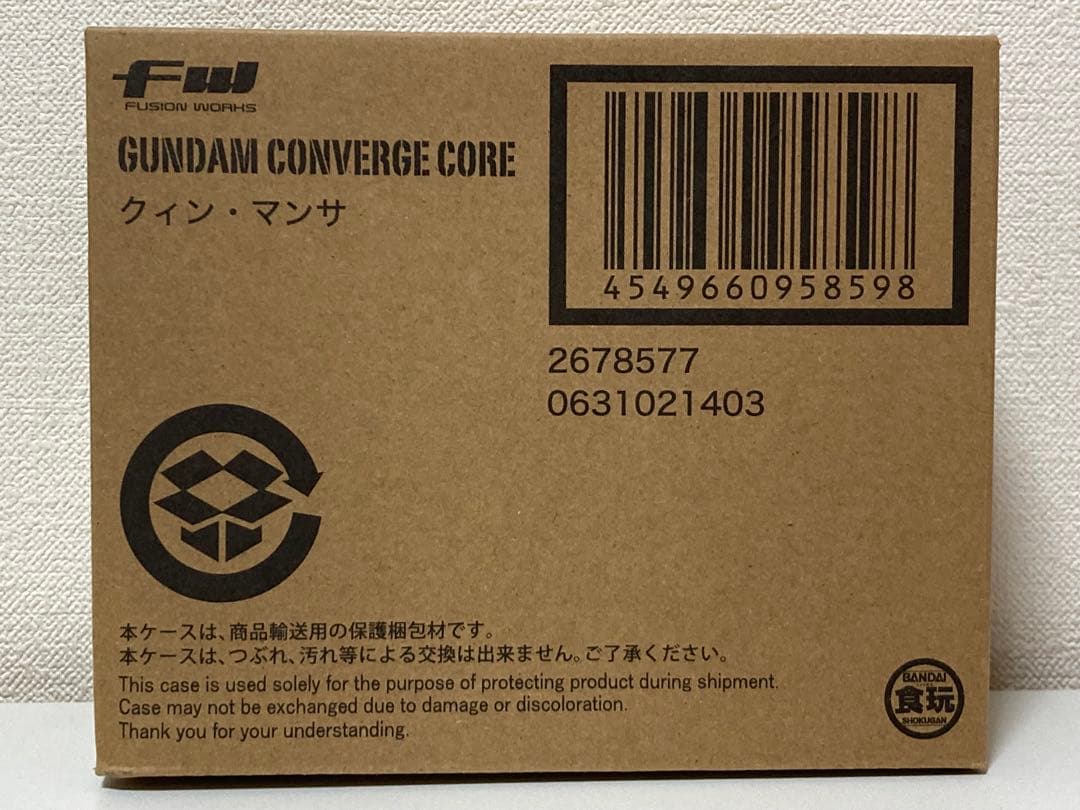 FW
FUSION WORKS
GUNDAM CONVERGE CORE
クィン・マンサ
4549660958598
2678577
0631021403
本ケースは、商品輸送用の保護梱包材です。
本ケースは、つぶれ、汚れ等による交換は出来ません。ご了承ください。
This case is used solely for the purpose of protecting product during shipment.
Case may not be exchanged due to damage or discoloration.
Thank you for your understanding.
BANDAI
食玩
SHOKUGAN